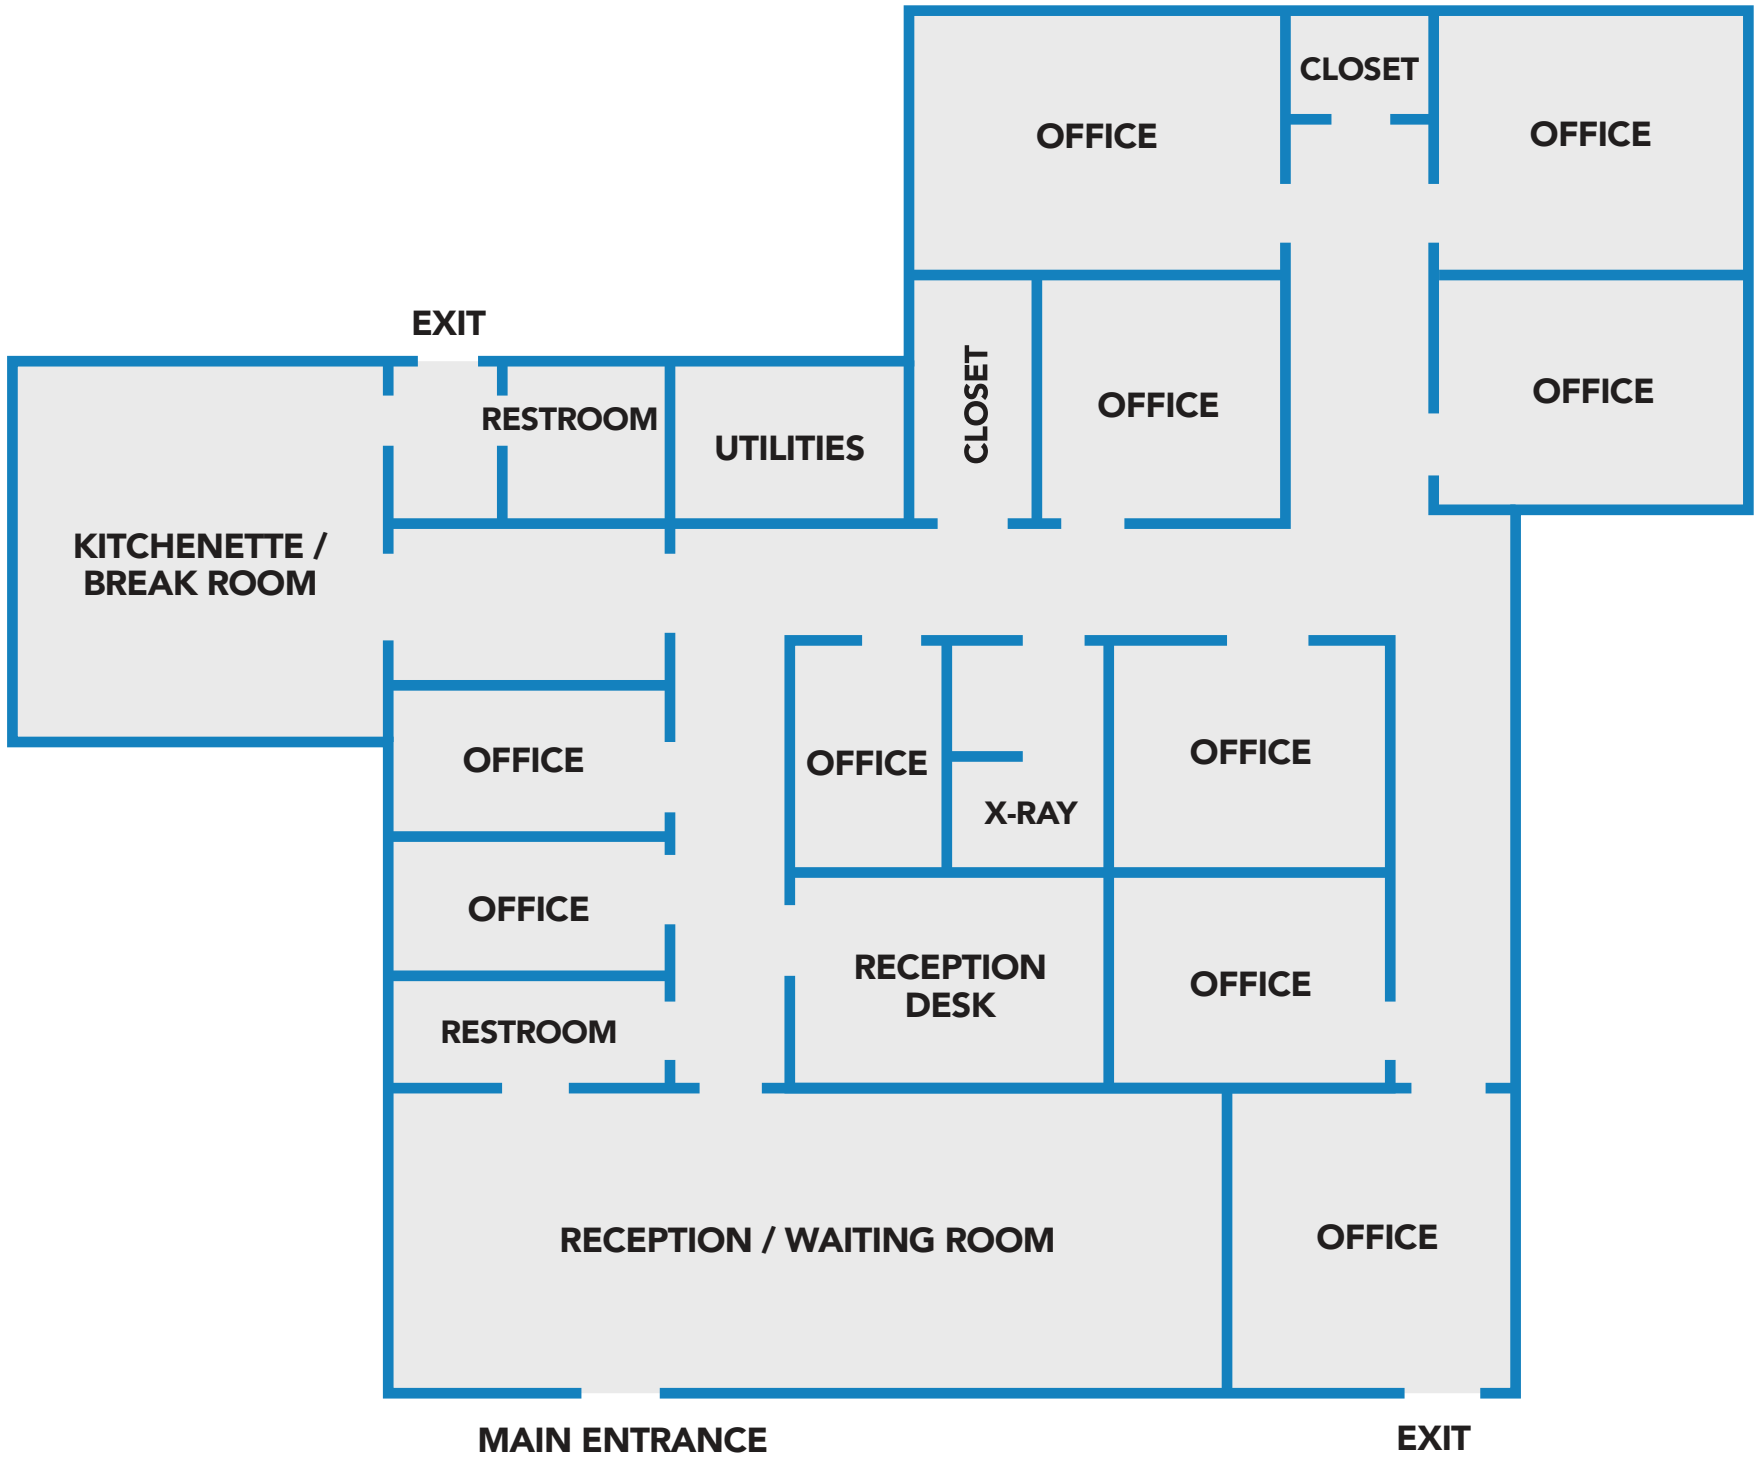 CLOSET
OFFICE
OFFICE
EXIT
CLOSET
OFFICE
OFFICE
RESTROOM
UTILITIES
KITCHENETTE /
BREAK ROOM
OFFICE
OFFICE
X-RAY
OFFICE
OFFICE
RECEPTION
DESK
OFFICE
RESTROOM
RECEPTION / WAITING ROOM
OFFICE
MAIN ENTRANCE
EXIT